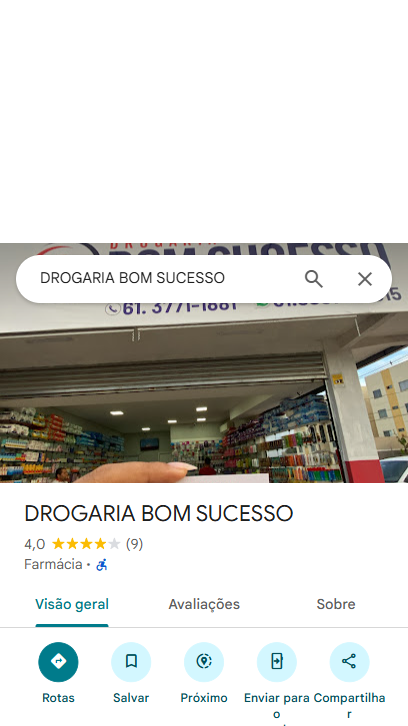 DROGARIA BOM SUCESSO
61. 3771-1881
DROGARIA BOM SUCESSO
4,0 (9)
Farmácia ·
Visão geral Avaliações Sobre
Rotas Salvar Próximo Enviar para Compartilha
o r